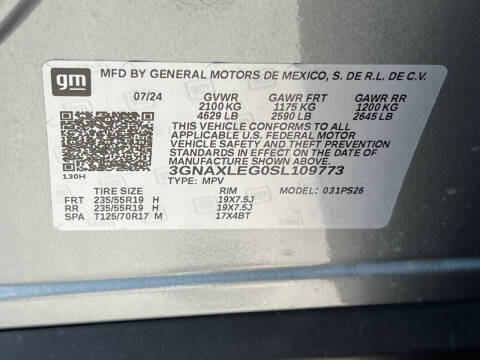 gm
MFD BY GENERAL MOTORS DE MEXICO, S. DE R.L. DE C.V.
07/24 GVWR GAWR FRT GAWR RR
2100 KG 1175 KG 1200 KG
4629 LB 2590 LB 2645 LB
THIS VEHICLE CONFORMS TO ALL
APPLICABLE U.S. FEDERAL MOTOR
VEHICLE SAFETY AND THEFT PREVENTION
STANDARDS IN EFFECT ON THE DATE OF
MANUFACTURE SHOWN ABOVE.
130H 3GNAXLEG0SL109773
TYPE: MPV MODEL: 031PS26
TIRE SIZE RIM
FRT 235/55R19 H 19X7.5J
RR 235/55R19 H 19X7.5J
SPA T125/70R17 M 17X4BT